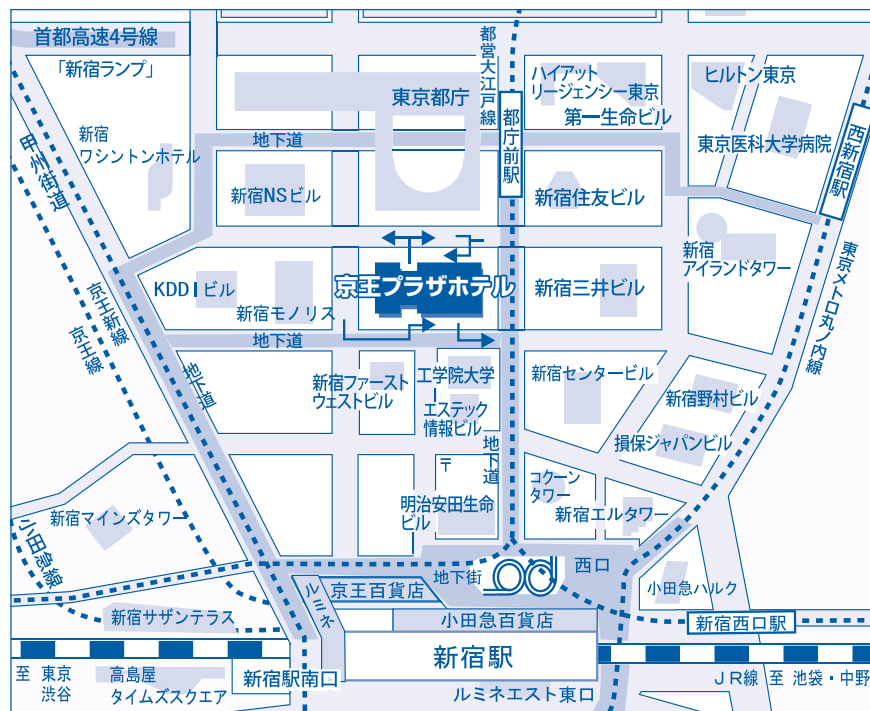 首都高速4号線
「新宿ランプ」
都営大江戸線
東京都庁
ハイアット
リージェンシー東京
ヒルトン東京
第一生命ビル
都庁前駅
東京医科大学病院
西新宿駅
新宿
ワシントンホテル
地下道
甲州街道
新宿NSビル
新宿住友ビル
新宿
アイランドタワー
東京メトロ丸ノ内線
KDDIビル
新宿モノリス
京王プラザホテル
新宿三井ビル
京王新線
京王線
地下道
地下道
新宿ファースト
ウェストビル
工学院大学
エステック
情報ビル
新宿センタービル
新宿野村ビル
損保ジャパンビル
地下道
〒
コクーン
タワー
明治安田生命
ビル
新宿エルタワー
新宿マインズタワー
小田急線
地下街
西口
小田急ハルク
ルミネ
京王百貨店
小田急百貨店
新宿西口駅
新宿サザンテラス
新宿駅
至 東京
渋谷
高島屋
タイムズスクエア
新宿駅南口
ルミネエスト東口
JR線 至 池袋・中野